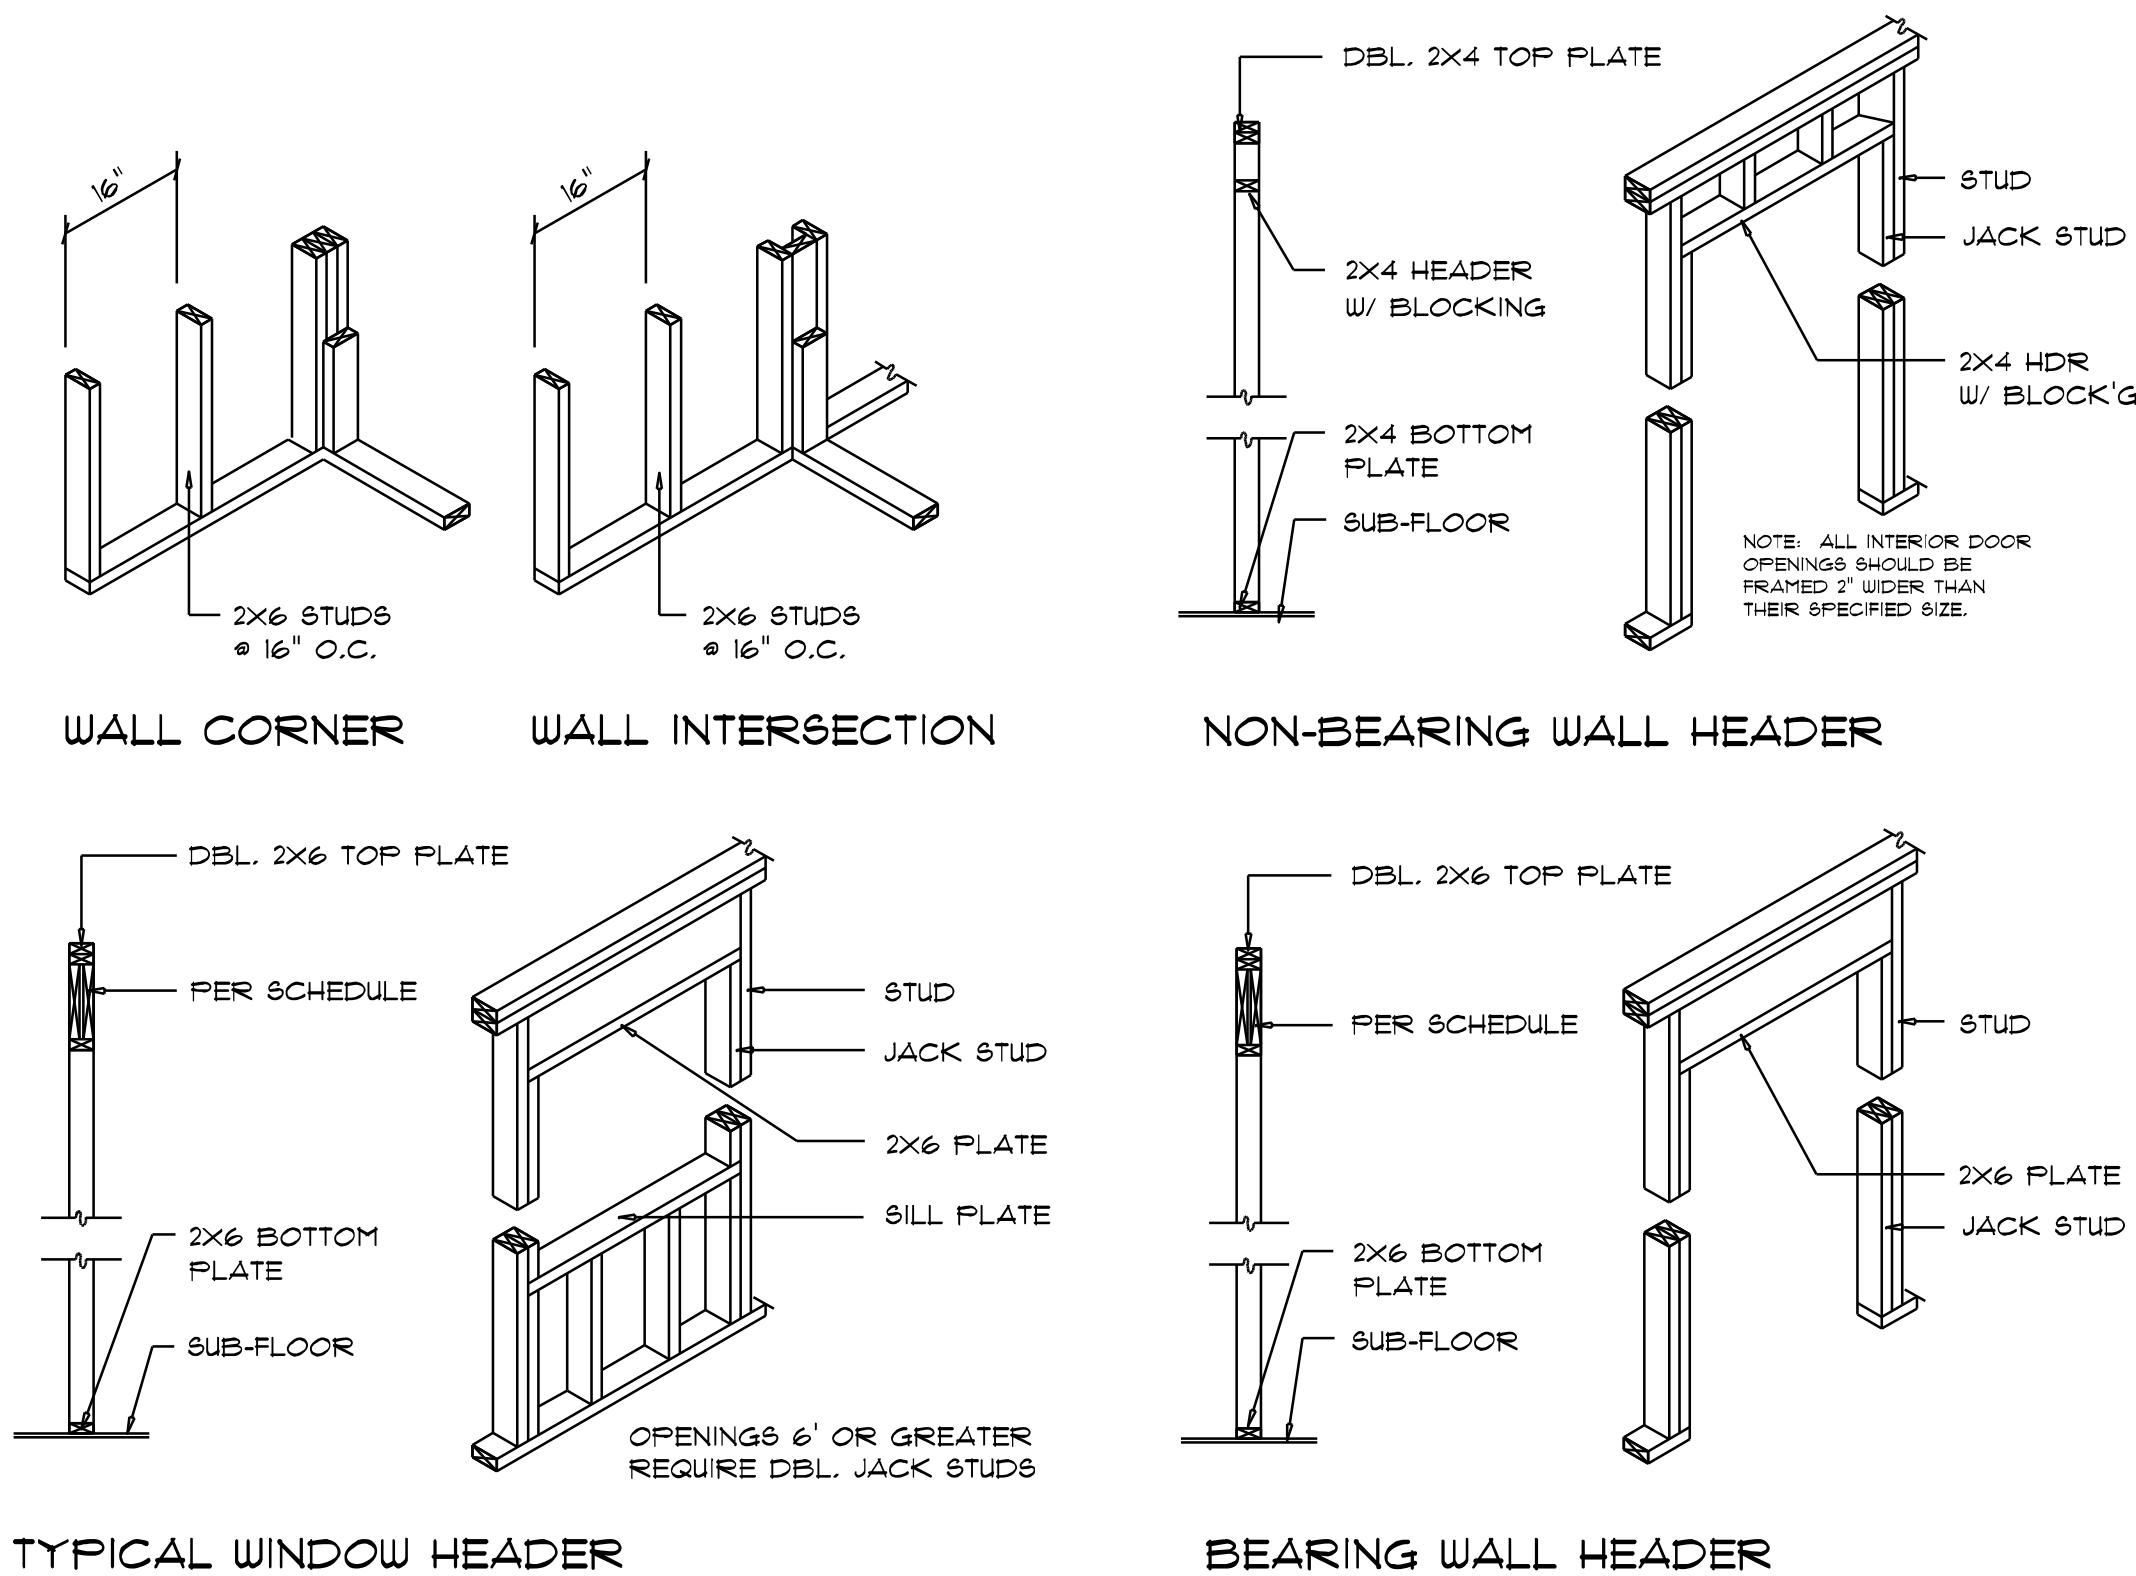 16"
2X6 STUDS
@ 16" O.C.
WALL CORNER
16"
2X6 STUDS
@ 16" O.C.
WALL INTERSECTION
DBL. 2X4 TOP PLATE
2X4 HEADER
W/ BLOCKING
2X4 BOTTOM
PLATE
SUB-FLOOR
STUD
JACK STUD
2X4 HDR
W/ BLOCK'G
NOTE: ALL INTERIOR DOOR
OPENINGS SHOULD BE
FRAMED 2" WIDER THAN
THEIR SPECIFIED SIZE.
NON-BEARING WALL HEADER
DBL. 2X6 TOP PLATE
PER SCHEDULE
2X6 BOTTOM
PLATE
SUB-FLOOR
STUD
JACK STUD
2X6 PLATE
SILL PLATE
OPENINGS 6' OR GREATER
REQUIRE DBL. JACK STUDS
TYPICAL WINDOW HEADER
DBL. 2X6 TOP PLATE
PER SCHEDULE
2X6 BOTTOM
PLATE
SUB-FLOOR
STUD
2X6 PLATE
JACK STUD
BEARING WALL HEADER